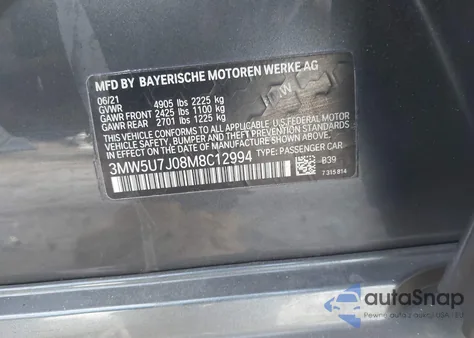 MFD BY BAYERISCHE MOTOREN WERKE AG
06/21
GVWR 4905 lbs 2225 kg
GAWR FRONT 2425 lbs 1100 kg
GAWR REAR 2701 lbs 1225 kg
THIS VEHICLE CONFORMS TO ALL APPLICABLE U.S.FEDERAL MOTOR
VEHICLE SAFETY, BUMPER, AND THEFT PREVENTION
STANDARDS IN EFFECT ON THE DATE OF
MANUFACTURE SHOWN ABOVE.
3MW5U7J08M8C12994 TYPE: PASSENGER CAR
B39
7 315 814
autoSnap